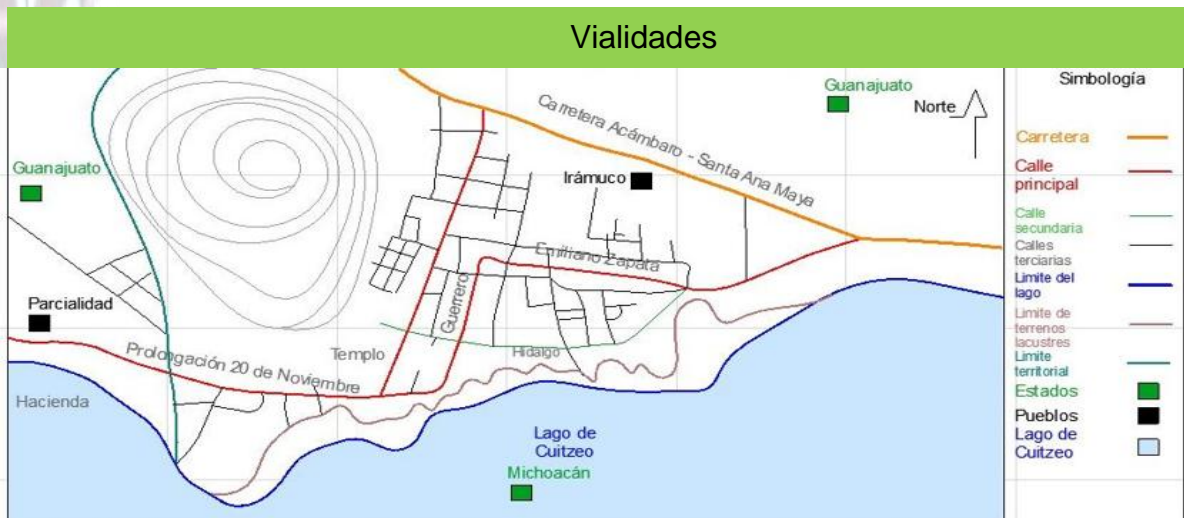 Vialidades
Guanajuato
Norte
Carretera Acámbaro - Santa Ana Maya
Guanajuato
Irámuco
Emiliano Zapata
Parcialidad
Guerrero
Templo
Hidalgo
Prolongación 20 de Noviembre
Hacienda
Lago de
Cuitzeo
Michoacán
Simbología
Carretera
Calle
principal
Calle
secundaria
Calles
terciarias
Limite del
lago
Limite de
terrenos
lacustres
Limite
territorial
Estados
Pueblos
Lago de
Cuitzeo